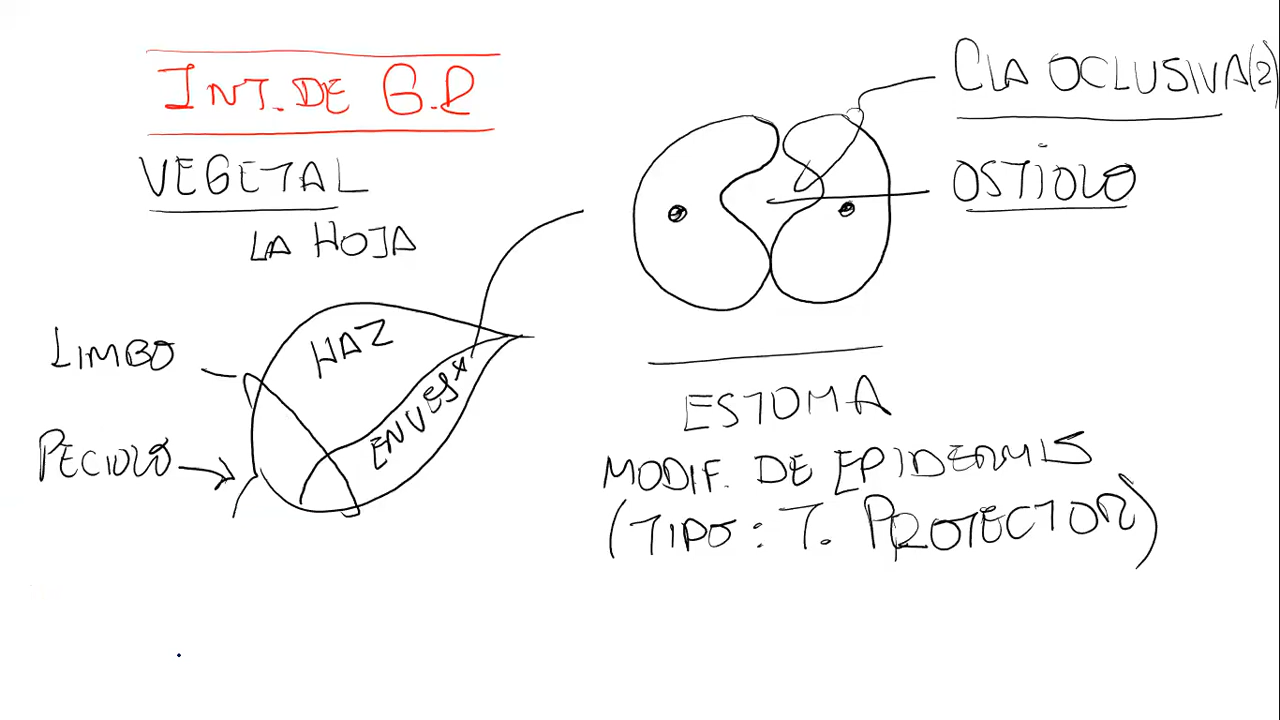 INT. DE G.R
VEGETAL
LA HOJA
LIMBO
PECIOLO
HAZ
ENVES*
CLA OCLUSIVA(2)
OSTIOLO
ESTOMA
MODIF. DE EPIDERMIS
(TIPO: T. PROTECTOR)